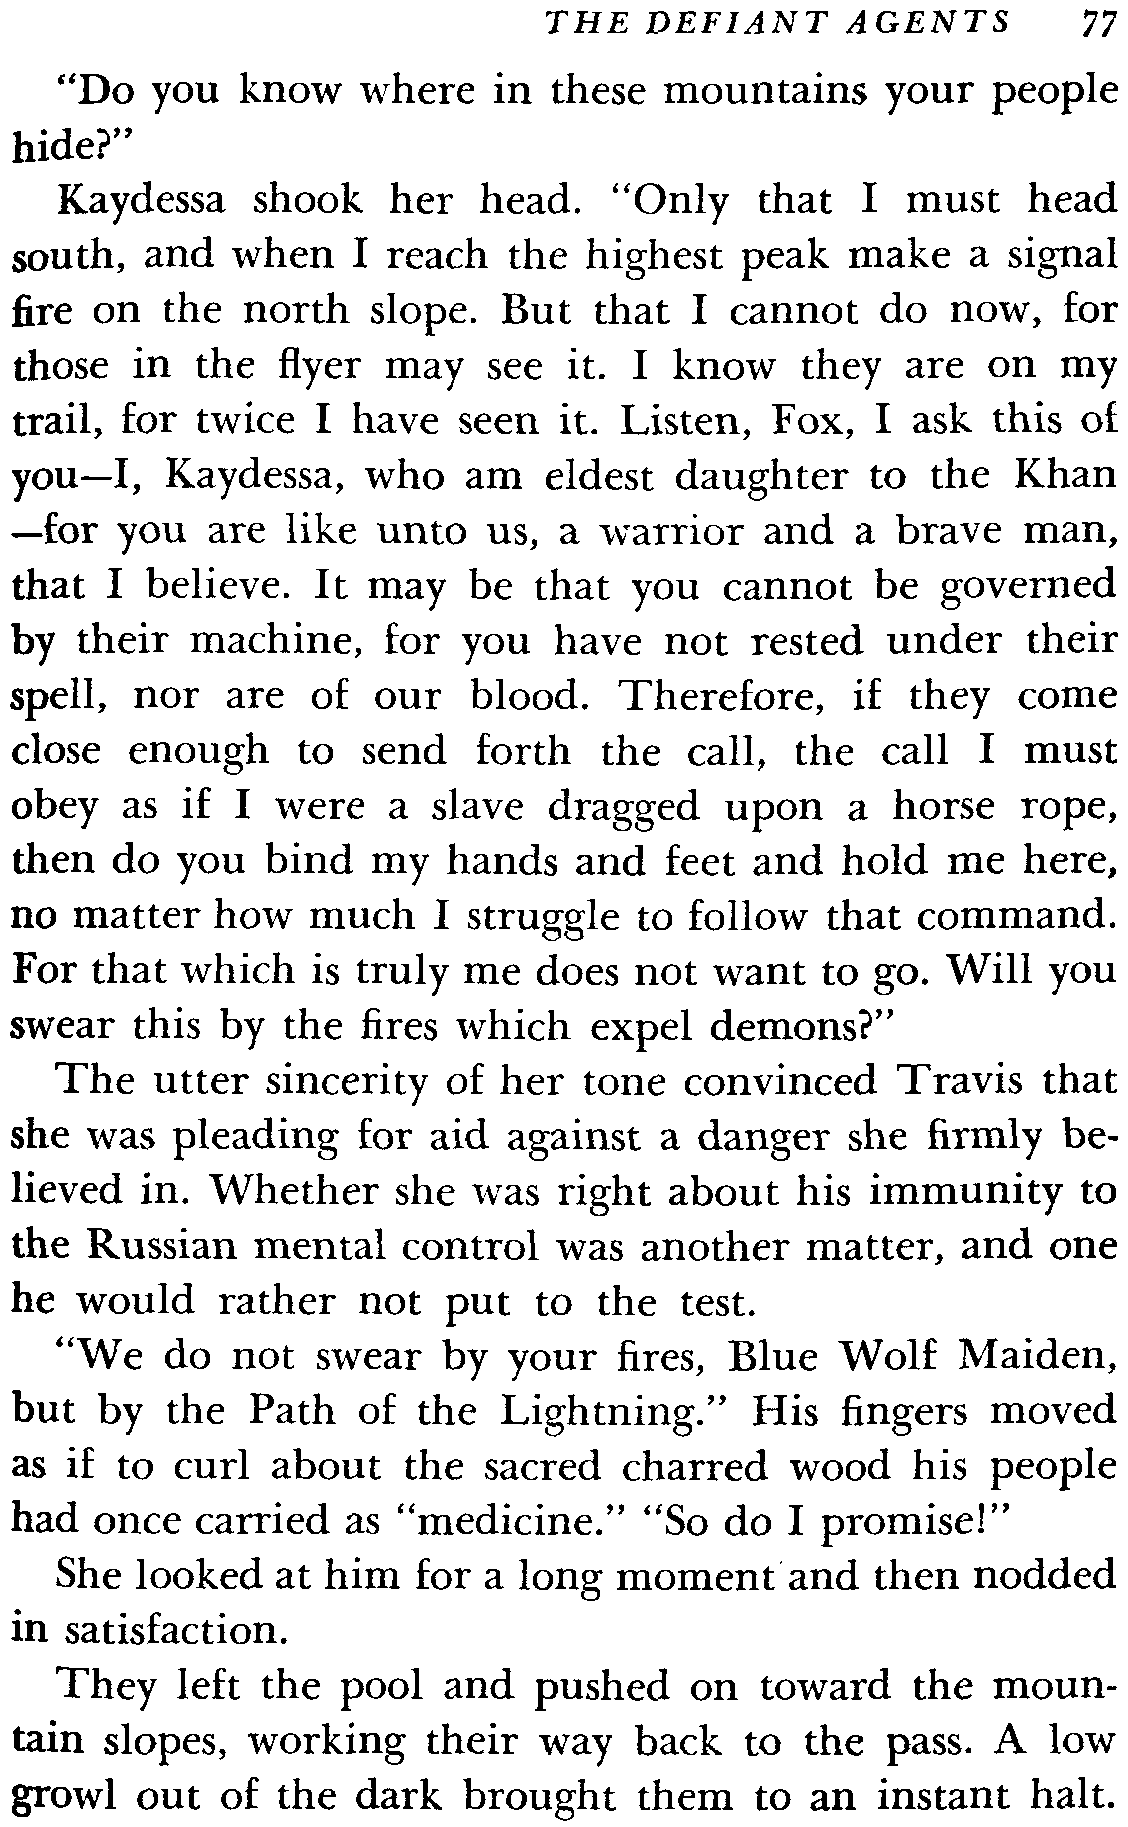 THE DEFIANT AGENTS 77
“Do you know where in these mountains your people
hide?”
Kaydessa shook her head. “Only that I must head
south, and when I reach the highest peak make a signal
fire on the north slope. But that I cannot do now, for
those in the flyer may see it. I know they are on my
trail, for twice I have seen it. Listen, Fox, I ask this of
you—I, Kaydessa, who am eldest daughter to the Khan
—for you are like unto us, a warrior and a brave man,
that I believe. It may be that you cannot be governed
by their machine, for you have not rested under their
spell, nor are of our blood. Therefore, if they come
close enough to send forth the call, the call I must
obey as if I were a slave dragged upon a horse rope,
then do you bind my hands and feet and hold me here,
no matter how much I struggle to follow that command.
For that which is truly me does not want to go. Will you
swear this by the fires which expel demons?”
The utter sincerity of her tone convinced Travis that
she was pleading for aid against a danger she firmly be-
lieved in. Whether she was right about his immunity to
the Russian mental control was another matter, and one
he would rather not put to the test.
“We do not swear by your fires, Blue Wolf Maiden,
but by the Path of the Lightning.” His fingers moved
as if to curl about the sacred charred wood his people
had once carried as “medicine.” “So do I promise!”
She looked at him for a long moment and then nodded
in satisfaction.
They left the pool and pushed on toward the moun-
tain slopes, working their way back to the pass. A low
growl out of the dark brought them to an instant halt.